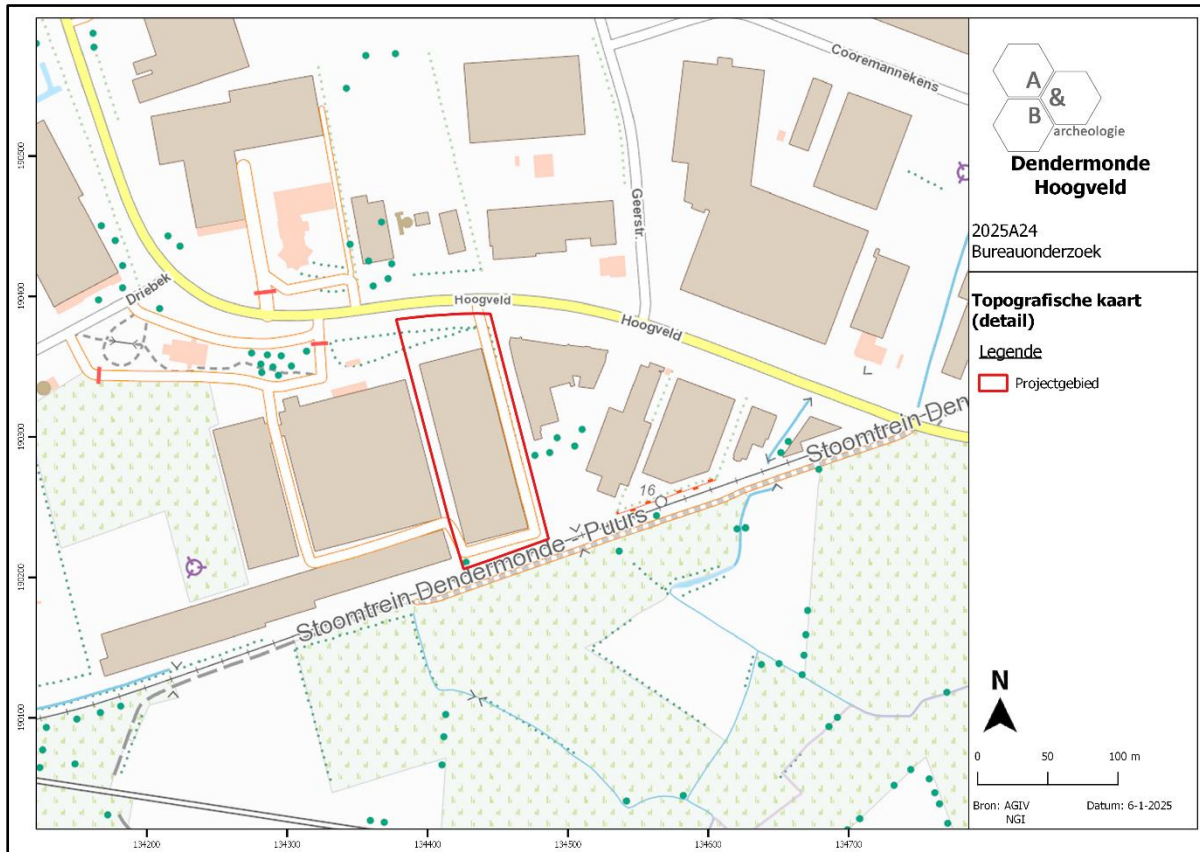 Cooremannekens
Geerstr.
Driebek
Hoogveld
Hoogveld
Stoomtrein-Den
16
Stoomtrein-Dendermonde--Puurs
190500
190400
190300
190200
190100
134200
134300
134400
134500
134600
134700
A
&
B
archeologie
Dendermonde
Hoogveld
2025A24
Bureauonderzoek
Topografische kaart
(detail)
Legende
Projectgebied
N
0 50 100 m
Bron: AGIV Datum: 6-1-2025
NGI